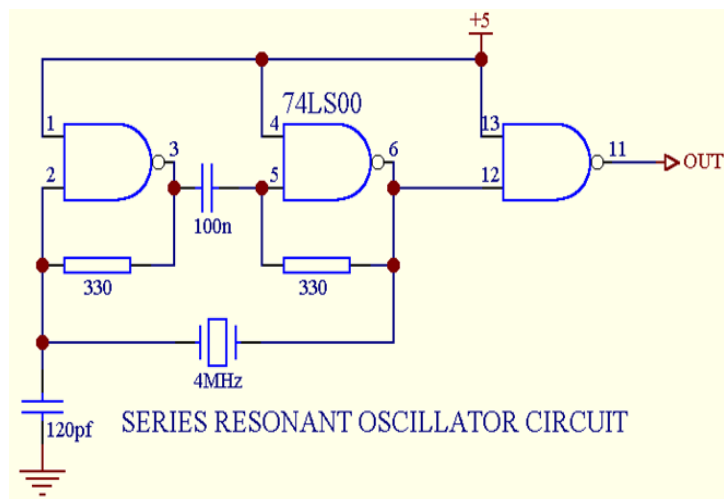 +5
74LS00
1
2
3
4
5
6
13
12
11
OUT
100n
330
330
4MHz
120pf
SERIES RESONANT OSCILLATOR CIRCUIT